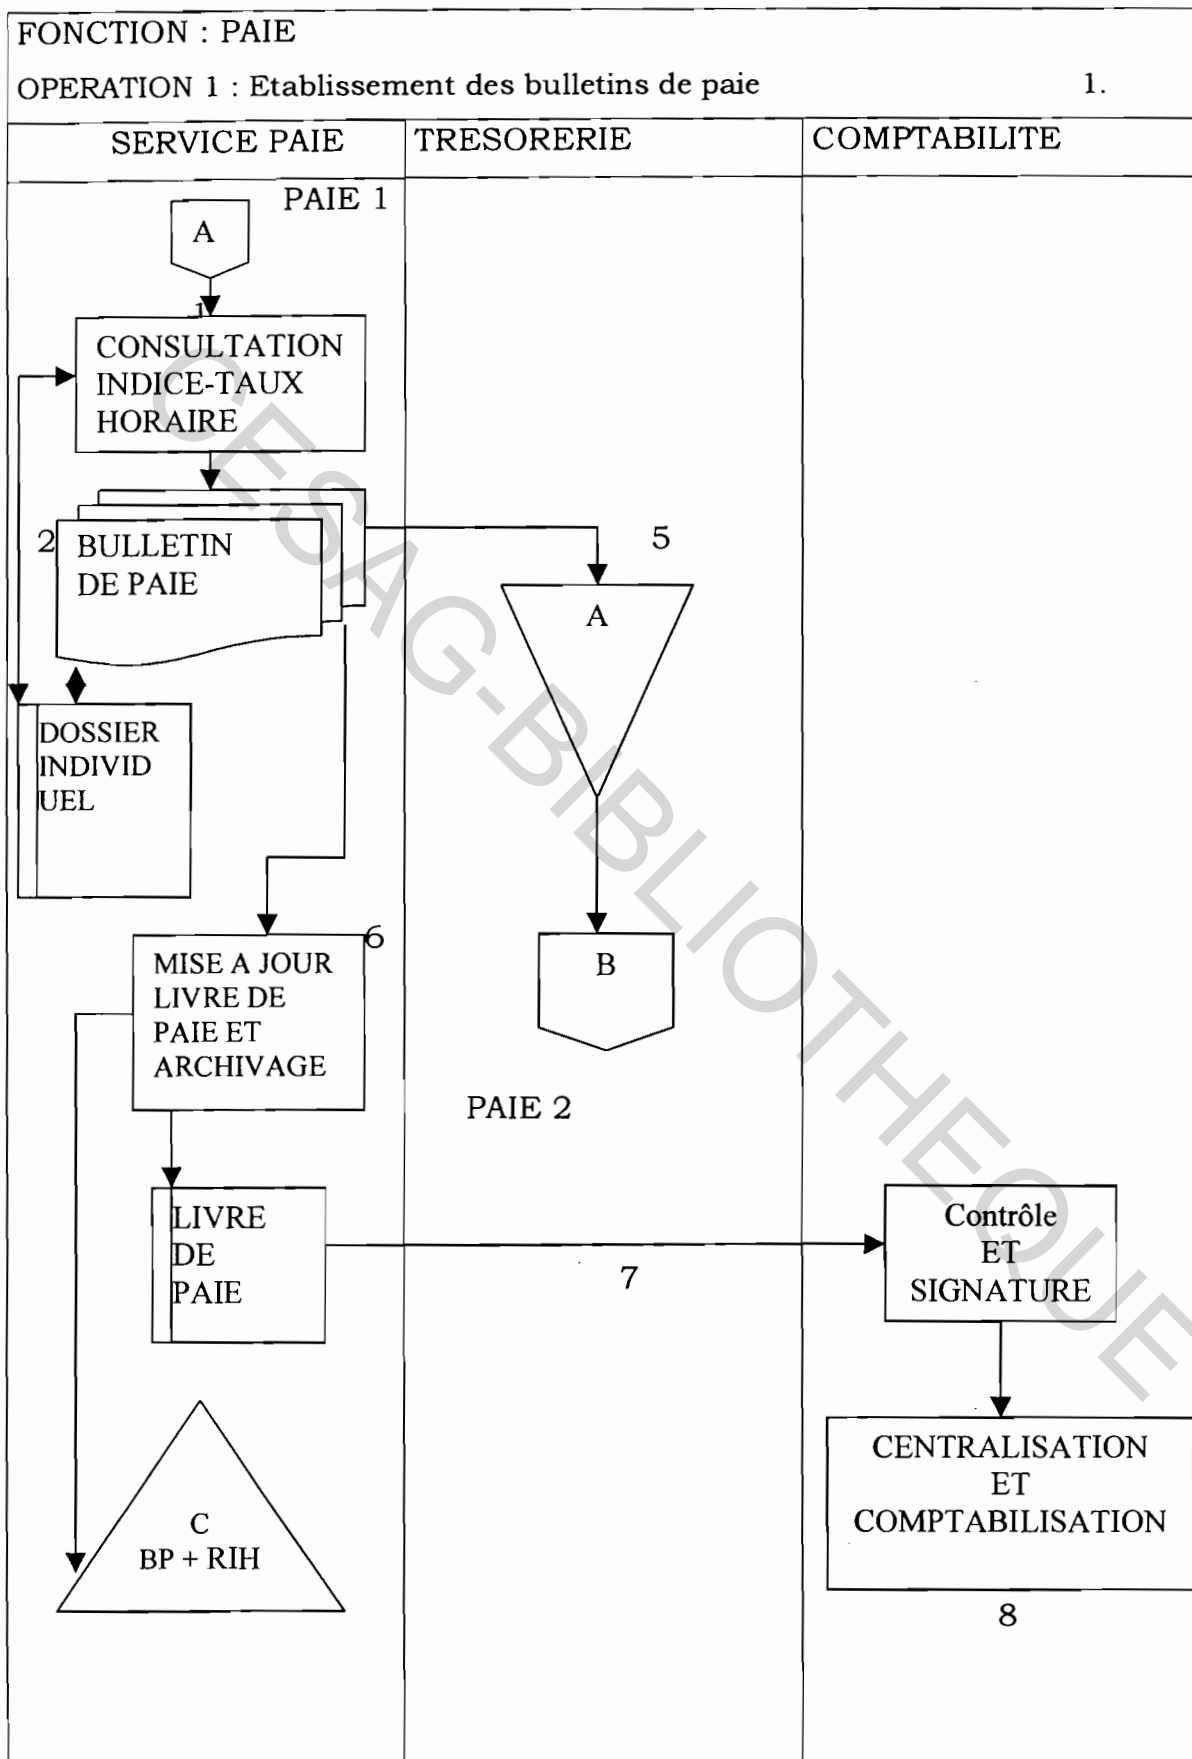 FONCTION : PAIE
OPERATION 1 : Etablissement des bulletins de paie 1.
SERVICE PAIE TRESORERIE COMPTABILITE
PAIE 1
A
1
CONSULTATION
INDICE-TAUX
HORAIRE
2
BULLETIN
DE PAIE
5
A
DOSSIER
INDIVID
UEL
6
MISE A JOUR
LIVRE DE
PAIE ET
ARCHIVAGE
B
PAIE 2
LIVRE
DE
PAIE
7
Contrôle
ET
SIGNATURE
C
BP + RIH
CENTRALISATION
ET
COMPTABILISATION
8
CESAG-BIBLIOTHEQUE